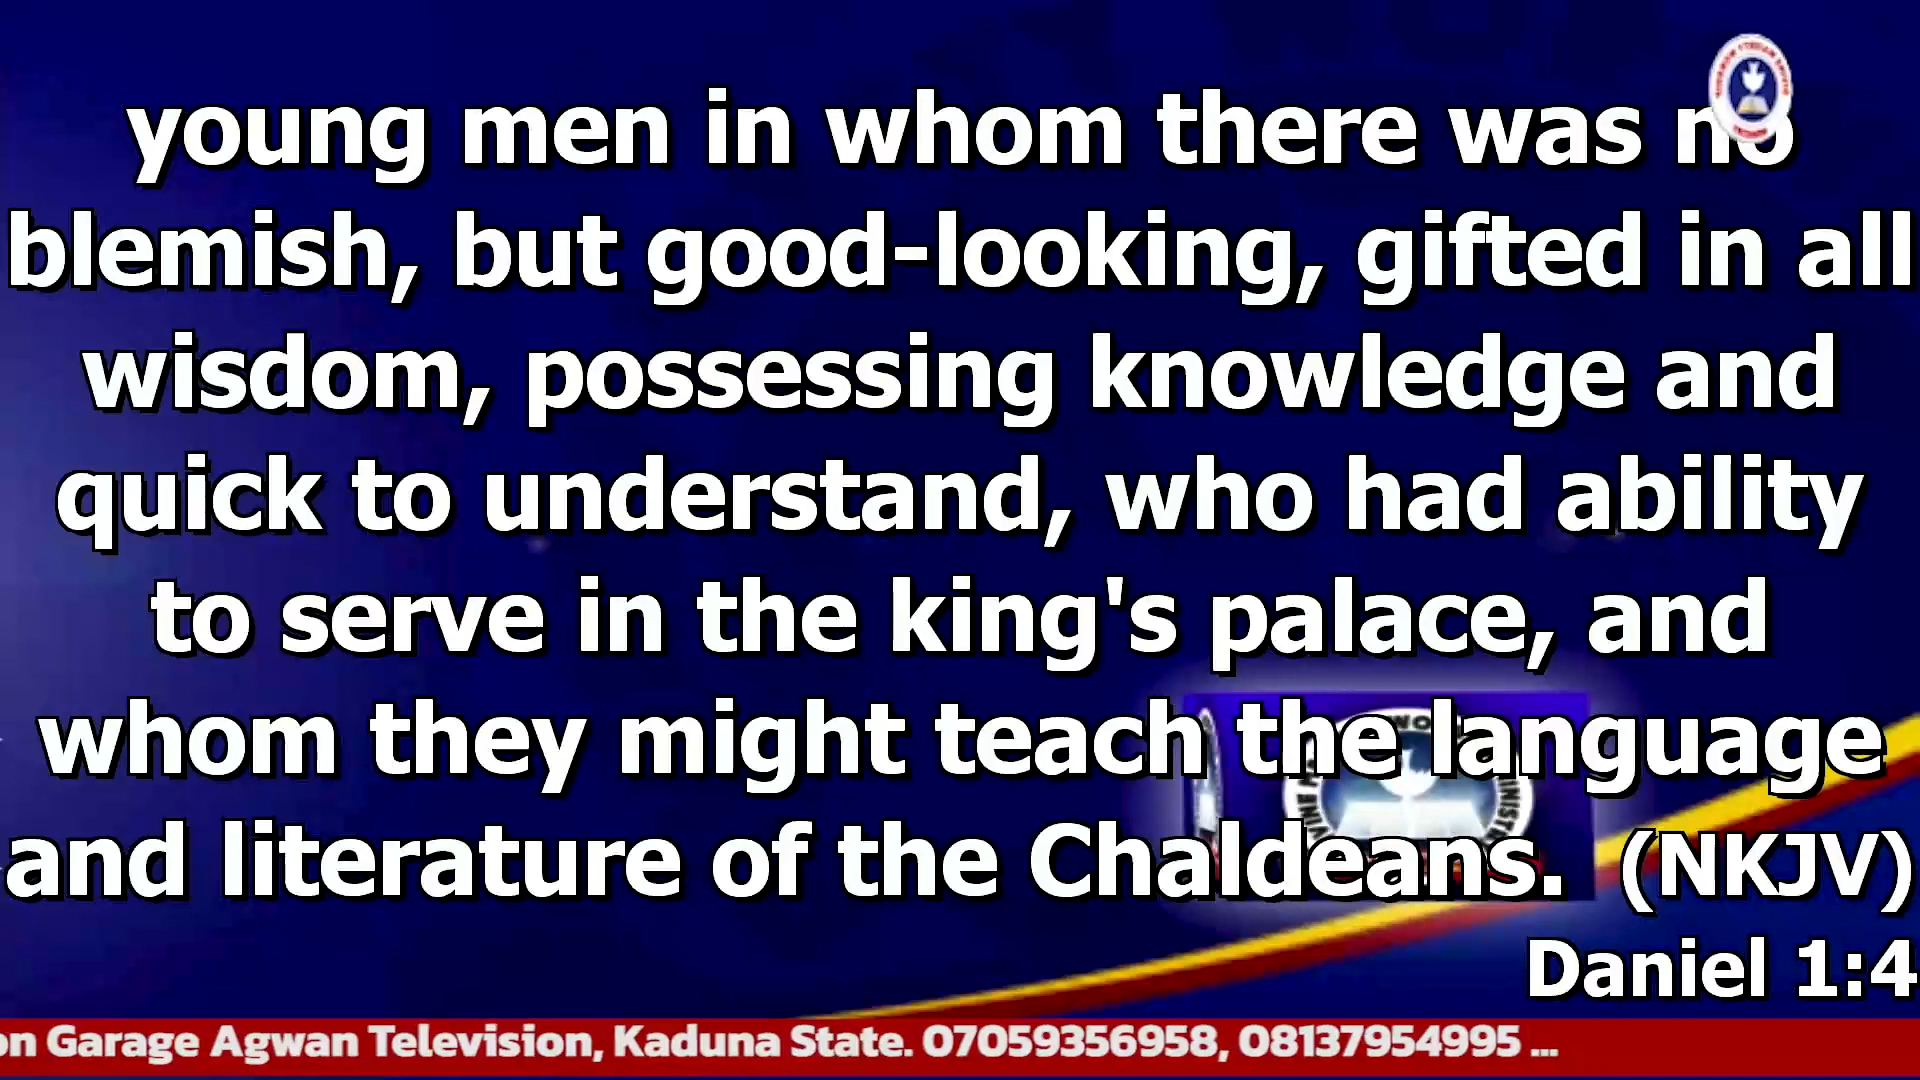 young men in whom there was no
blemish, but good-looking, gifted in all
wisdom, possessing knowledge and
quick to understand, who had ability
to serve in the king's palace, and
whom they might teach the language
and literature of the Chaldeans. (NKJV)
Daniel 1:4
on Garage Agwan Television, Kaduna State. 07059356958, 08137954995 ...